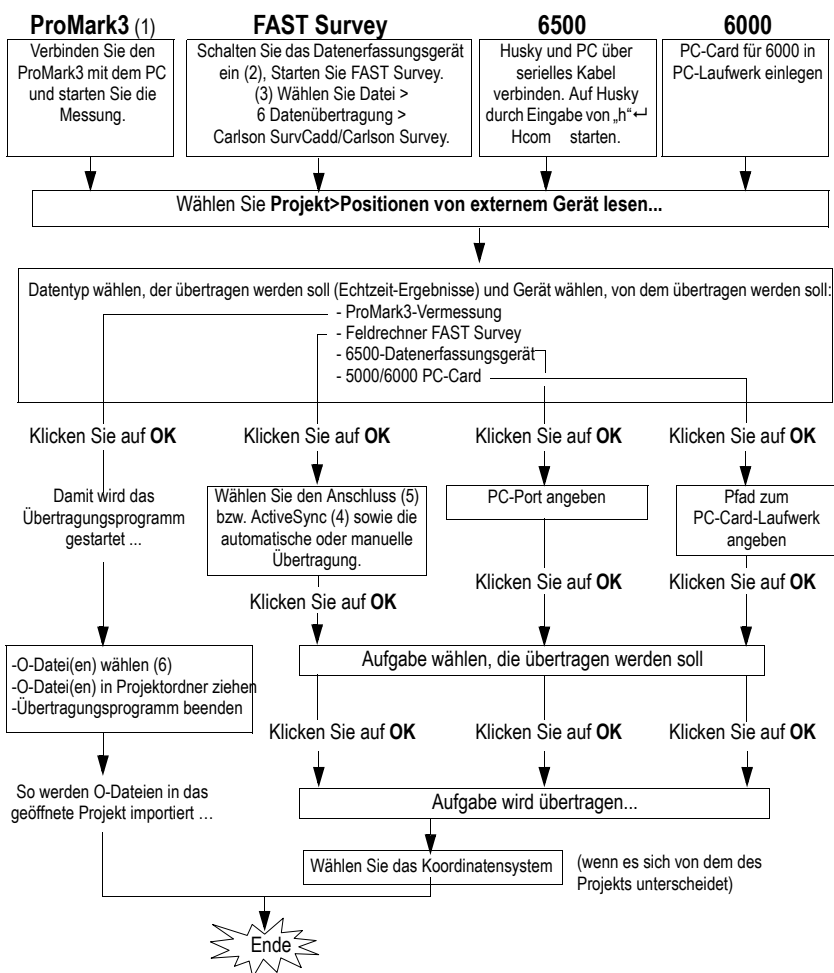 ProMark3 (1)
Verbinden Sie den
ProMark3 mit dem PC
und starten Sie die
Messung.
FAST Survey
Schalten Sie das Datenerfassungsgerät
ein (2), Starten Sie FAST Survey.
(3) Wählen Sie Datei >
6 Datenübertragung >
Carlson SurvCadd/Carlson Survey.
6500
Husky und PC über
serielles Kabel
verbinden. Auf Husky
durch Eingabe von „h“↵
Hcom starten.
6000
PC-Card für 6000 in
PC-Laufwerk einlegen
Wählen Sie Projekt>Positionen von externem Gerät lesen...
Datentyp wählen, der übertragen werden soll (Echtzeit-Ergebnisse) und Gerät wählen, von dem übertragen werden soll:
- ProMark3-Vermessung
- Feldrechner FAST Survey
- 6500-Datenerfassungsgerät
- 5000/6000 PC-Card
Klicken Sie auf OK
Klicken Sie auf OK
Klicken Sie auf OK
Klicken Sie auf OK
Damit wird das
Übertragungsprogramm
gestartet ...
Wählen Sie den Anschluss (5)
bzw. ActiveSync (4) sowie die
automatische oder manuelle
Übertragung.
PC-Port angeben
Pfad zum
PC-Card-Laufwerk
angeben
Klicken Sie auf OK
Klicken Sie auf OK
Klicken Sie auf OK
-O-Datei(en) wählen (6)
-O-Datei(en) in Projektordner ziehen
-Übertragungsprogramm beenden
Aufgabe wählen, die übertragen werden soll
Klicken Sie auf OK
Klicken Sie auf OK
Klicken Sie auf OK
So werden O-Dateien in das
geöffnete Projekt importiert …
Aufgabe wird übertragen...
Wählen Sie das Koordinatensystem
(wenn es sich von dem des
Projekts unterscheidet)
Ende